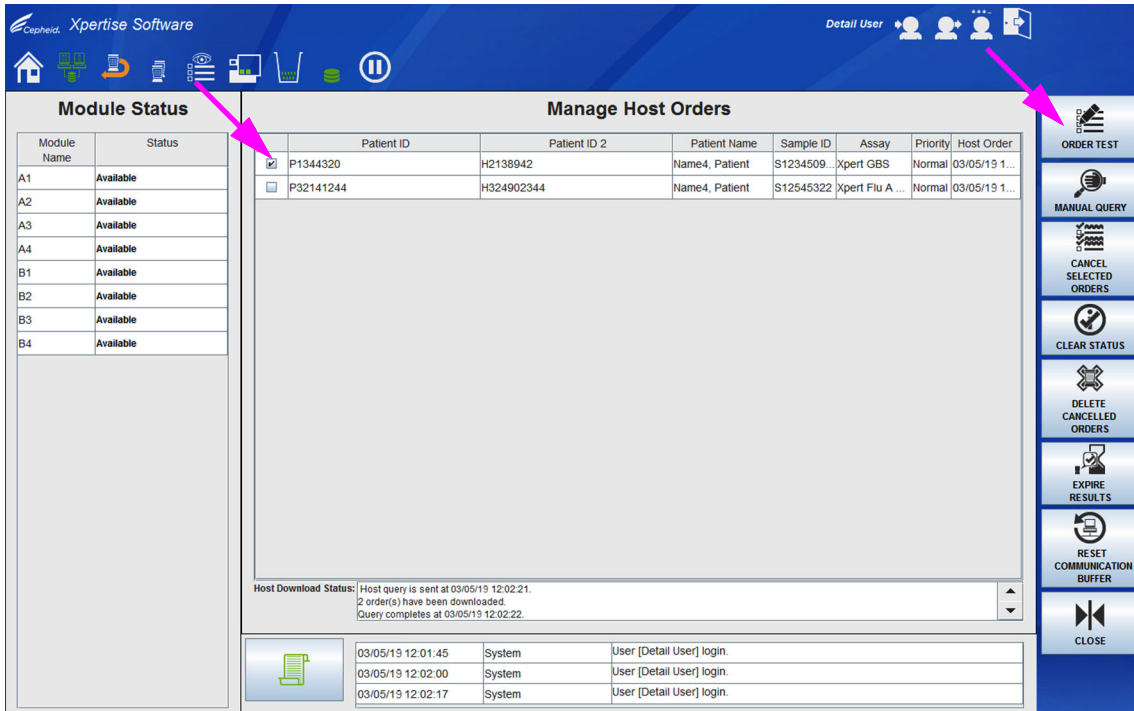 Cepheid. Xpertise Software
Detail User
Module Status
Manage Host Orders
Module Name Status
A1 Available
A2 Available
A3 Available
A4 Available
B1 Available
B2 Available
B3 Available
B4 Available
Patient ID Patient ID 2 Patient Name Sample ID Assay Priority Host Order
P1344320 H2138942 Name4, Patient S1234509... Xpert GBS Normal 03/05/19 1...
P32141244 H324902344 Name4, Patient S12545322 Xpert Flu A ... Normal 03/05/19 1...
Host Download Status: Host query is sent at 03/05/19 12:02:21.
2 order(s) have been downloaded.
Query completes at 03/05/19 12:02:22.
03/05/19 12:01:45 System User [Detail User] login.
03/05/19 12:02:00 System User [Detail User] login.
03/05/19 12:02:17 System User [Detail User] login.
ORDER TEST
MANUAL QUERY
CANCEL
SELECTED
ORDERS
CLEAR STATUS
DELETE
CANCELLED
ORDERS
EXPIRE
RESULTS
RESET
COMMUNICATION
BUFFER
CLOSE